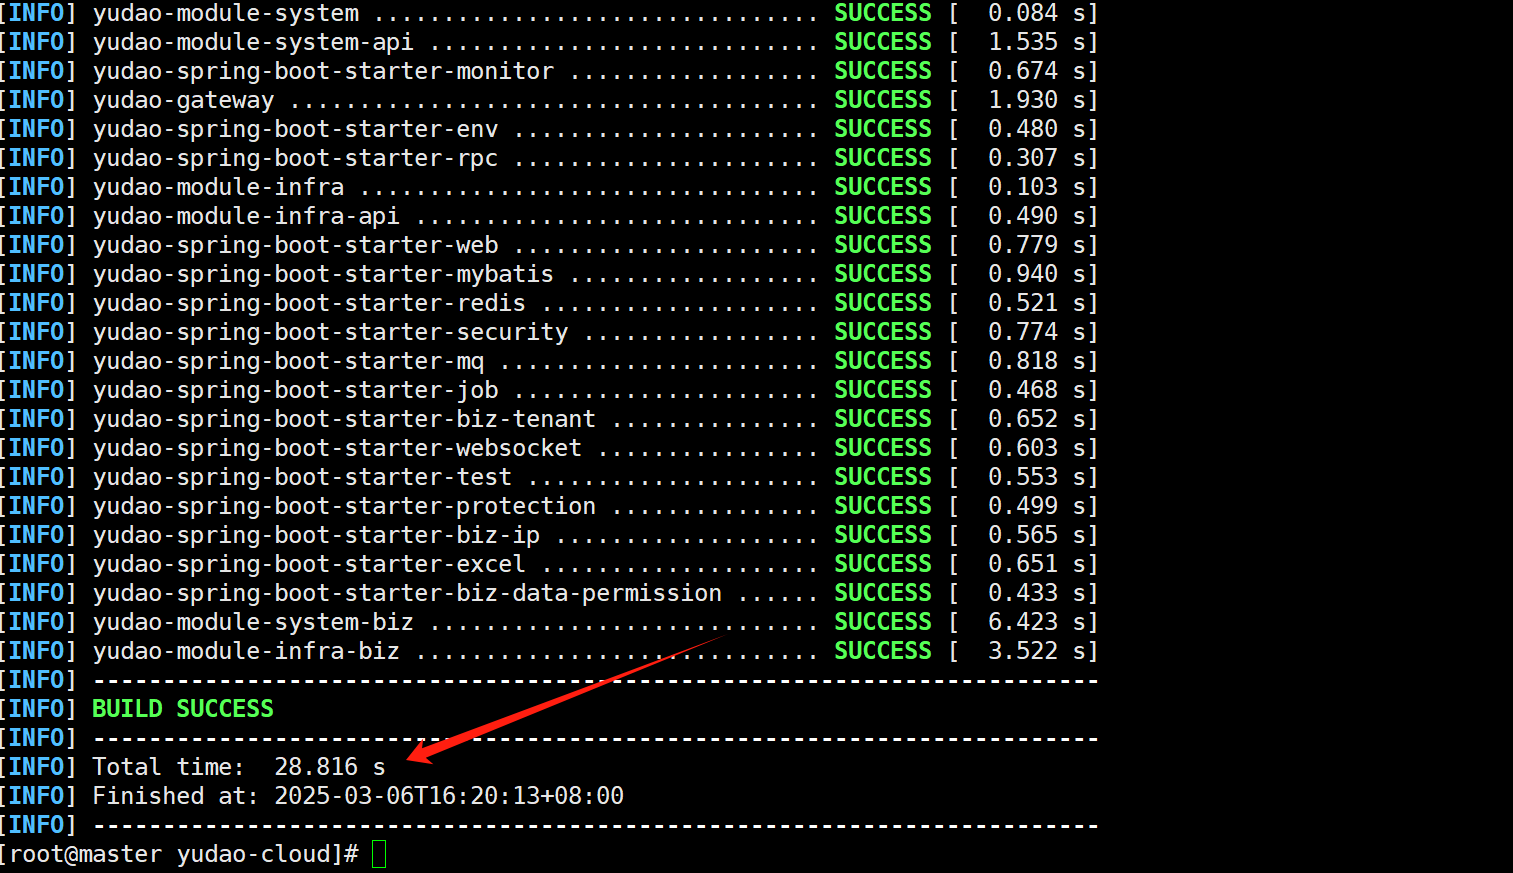 [INFO] yudao-module-system ................................ SUCCESS [  0.084 s]
[INFO] yudao-module-system-api ............................ SUCCESS [  1.535 s]
[INFO] yudao-spring-boot-starter-monitor .................. SUCCESS [  0.674 s]
[INFO] yudao-gateway ...................................... SUCCESS [  1.930 s]
[INFO] yudao-spring-boot-starter-env ...................... SUCCESS [  0.480 s]
[INFO] yudao-spring-boot-starter-rpc ...................... SUCCESS [  0.307 s]
[INFO] yudao-module-infra ................................. SUCCESS [  0.103 s]
[INFO] yudao-module-infra-api ............................. SUCCESS [  0.490 s]
[INFO] yudao-spring-boot-starter-web ...................... SUCCESS [  0.779 s]
[INFO] yudao-spring-boot-starter-mybatis .................. SUCCESS [  0.940 s]
[INFO] yudao-spring-boot-starter-redis .................... SUCCESS [  0.521 s]
[INFO] yudao-spring-boot-starter-security ................. SUCCESS [  0.774 s]
[INFO] yudao-spring-boot-starter-mq ....................... SUCCESS [  0.818 s]
[INFO] yudao-spring-boot-starter-job ...................... SUCCESS [  0.468 s]
[INFO] yudao-spring-boot-starter-biz-tenant ............... SUCCESS [  0.652 s]
[INFO] yudao-spring-boot-starter-websocket ................ SUCCESS [  0.603 s]
[INFO] yudao-spring-boot-starter-test ..................... SUCCESS [  0.553 s]
[INFO] yudao-spring-boot-starter-protection ............... SUCCESS [  0.499 s]
[INFO] yudao-spring-boot-starter-biz-ip ................... SUCCESS [  0.565 s]
[INFO] yudao-spring-boot-starter-excel .................... SUCCESS [  0.651 s]
[INFO] yudao-spring-boot-starter-biz-data-permission ...... SUCCESS [  0.433 s]
[INFO] yudao-module-system-biz ............................ SUCCESS [  6.423 s]
[INFO] yudao-module-infra-biz ............................. SUCCESS [  3.522 s]
[INFO] ------------------------------------------------------------------------
[INFO] BUILD SUCCESS
[INFO] ------------------------------------------------------------------------
[INFO] Total time:  28.816 s
[INFO] Finished at: 2025-03-06T16:20:13+08:00
[INFO] ------------------------------------------------------------------------
[root@master yudao-cloud]#